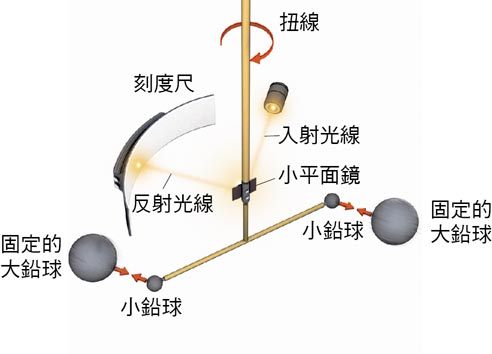 扭線
刻度尺
入射光線
小平面鏡
反射光線
固定的
大鉛球
小鉛球
小鉛球
固定的
大鉛球